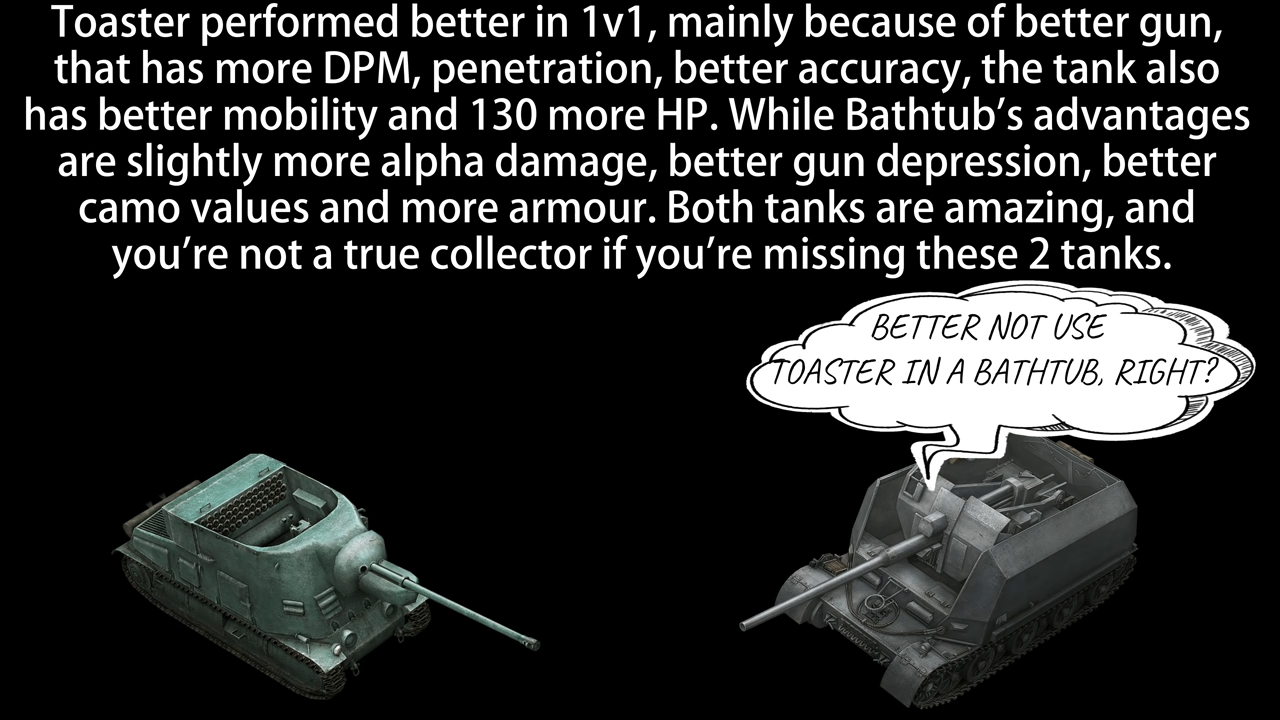 Toaster performed better in 1v1, mainly because of better gun,
that has more DPM, penetration, better accuracy, the tank also
has better mobility and 130 more HP. While Bathtub’s advantages
are slightly more alpha damage, better gun depression, better
camo values and more armour. Both tanks are amazing, and
you’re not a true collector if you’re missing these 2 tanks.
BETTER NOT USE
TOASTER IN A BATHTUB, RIGHT?